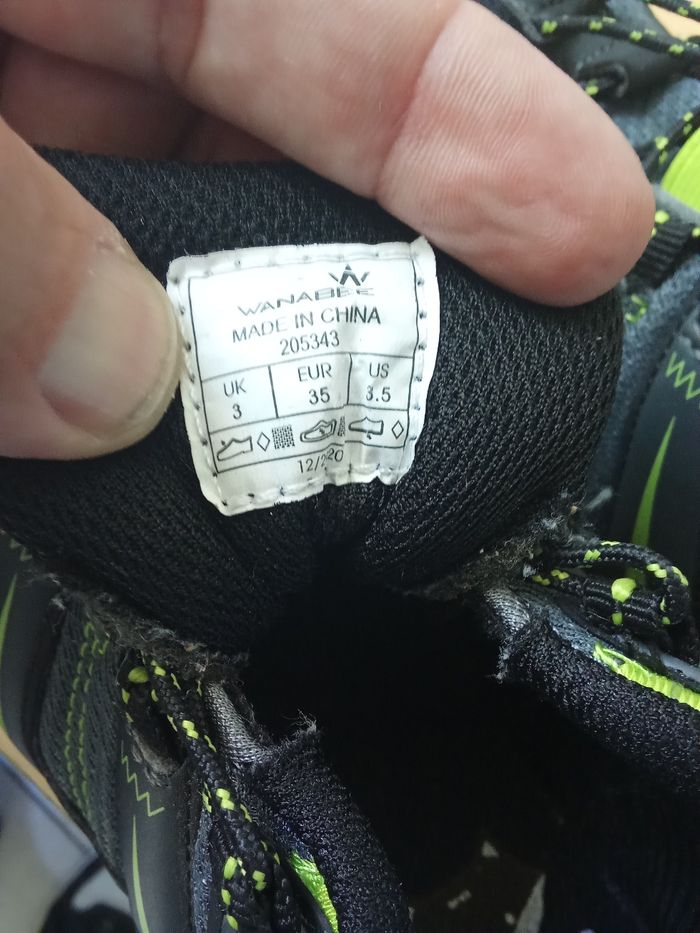 WANABEE
MADE IN CHINA
205343
UK EUR US
3 35 3.5